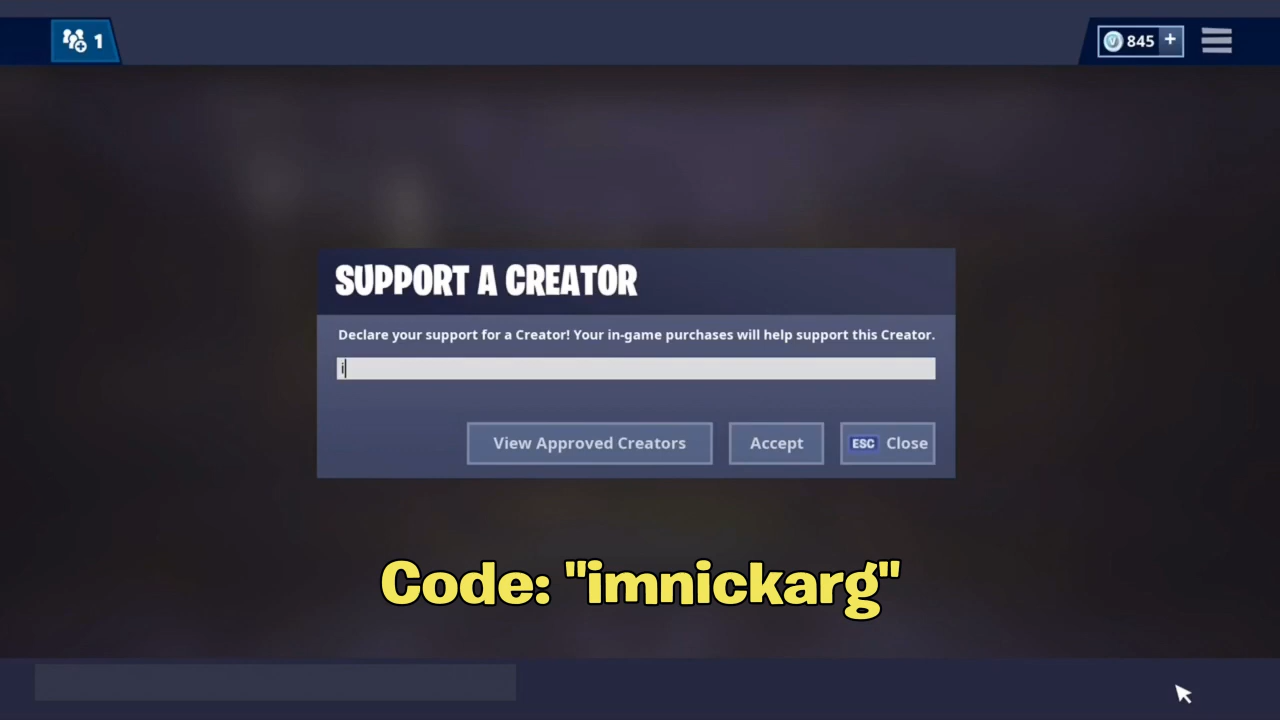 1
845 +
SUPPORT A CREATOR
Declare your support for a Creator! Your in-game purchases will help support this Creator.
i
View Approved Creators
Accept
ESC Close
Code: "imnickarg"